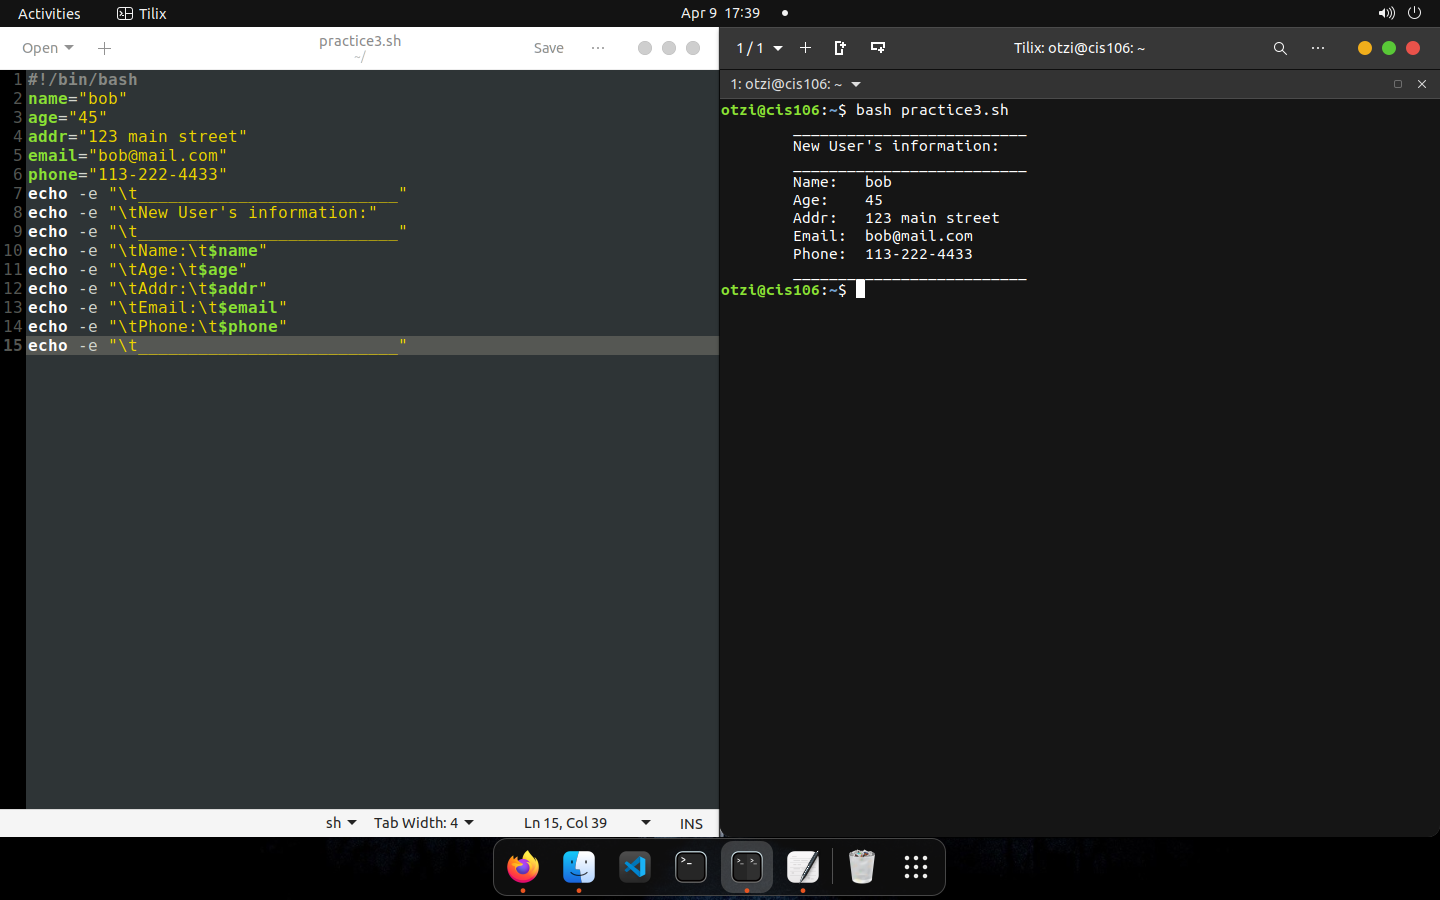 Activities Tilix Apr 9 17:39
Open practice3.sh Save
~/
1 #!/bin/bash
2 name="bob"
3 age="45"
4 addr="123 main street"
5 email="bob@mail.com"
6 phone="113-222-4433"
7 echo -e "\t__________________________"
8 echo -e "\tNew User's information:"
9 echo -e "\t__________________________"
10 echo -e "\tName:\t$name"
11 echo -e "\tAge:\t$age"
12 echo -e "\tAddr:\t$addr"
13 echo -e "\tEmail:\t$email"
14 echo -e "\tPhone:\t$phone"
15 echo -e "\t__________________________"
sh Tab Width: 4 Ln 15, Col 39 INS
1 / 1 Tilix: otzi@cis106: ~
1: otzi@cis106: ~
otzi@cis106:~$ bash practice3.sh
__________________________
New User's information:
__________________________
Name: bob
Age: 45
Addr: 123 main street
Email: bob@mail.com
Phone: 113-222-4433
__________________________
otzi@cis106:~$